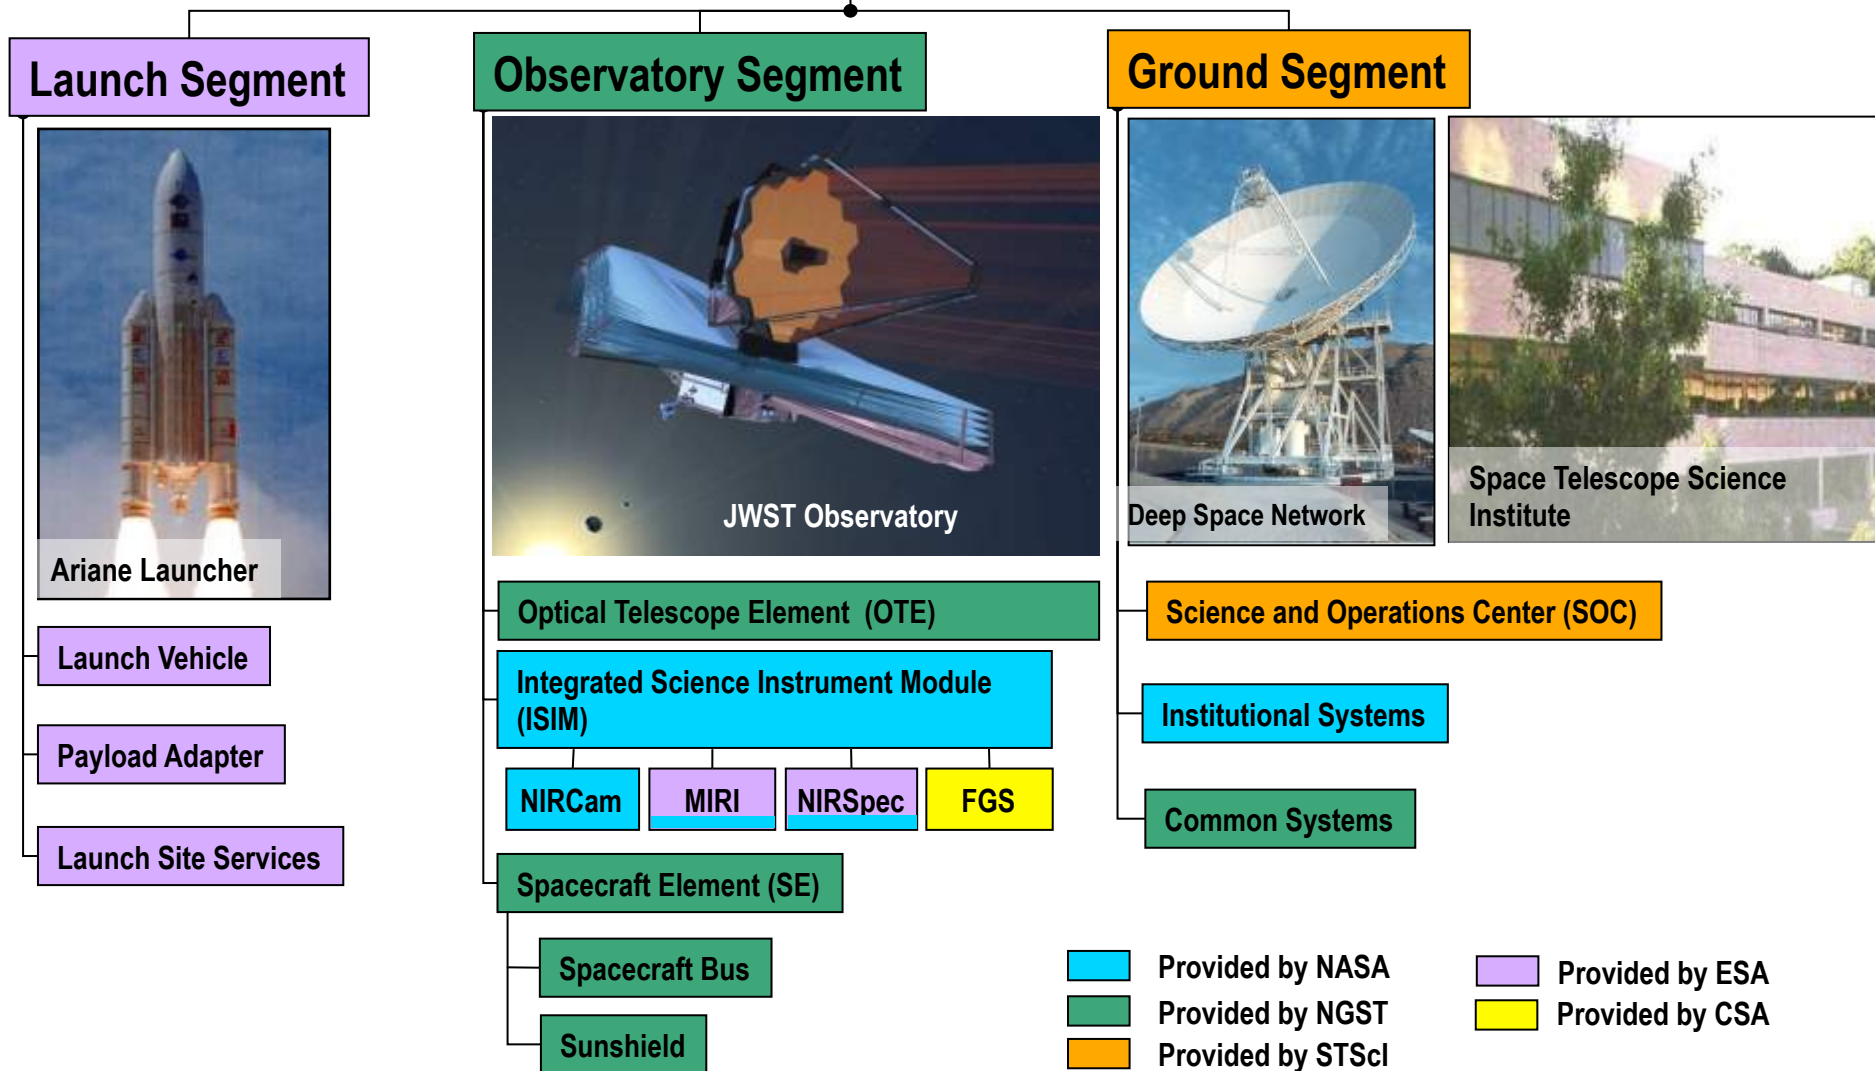 Launch Segment
Observatory Segment
Ground Segment
Ariane Launcher
JWST Observatory
Deep Space Network
Space Telescope Science
Institute
Launch Vehicle
Payload Adapter
Launch Site Services
Optical Telescope Element (OTE)
Integrated Science Instrument Module
(ISIM)
NIRCam
MIRI
NIRSpec
FGS
Spacecraft Element (SE)
Spacecraft Bus
Sunshield
Science and Operations Center (SOC)
Institutional Systems
Common Systems
Provided by NASA
Provided by NGST
Provided by STScI
Provided by ESA
Provided by CSA